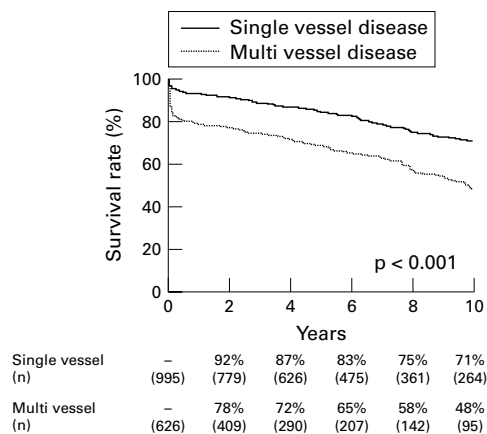 Single vessel disease
Multi vessel disease
100
80
60
40
20
0
Survival rate (%)
p < 0.001
0 2 4 6 8 10
Years
Single vessel – 92% 87% 83% 75% 71%
(n) (995) (779) (626) (475) (361) (264)
Multi vessel – 78% 72% 65% 58% 48%
(n) (626) (409) (290) (207) (142) (95)